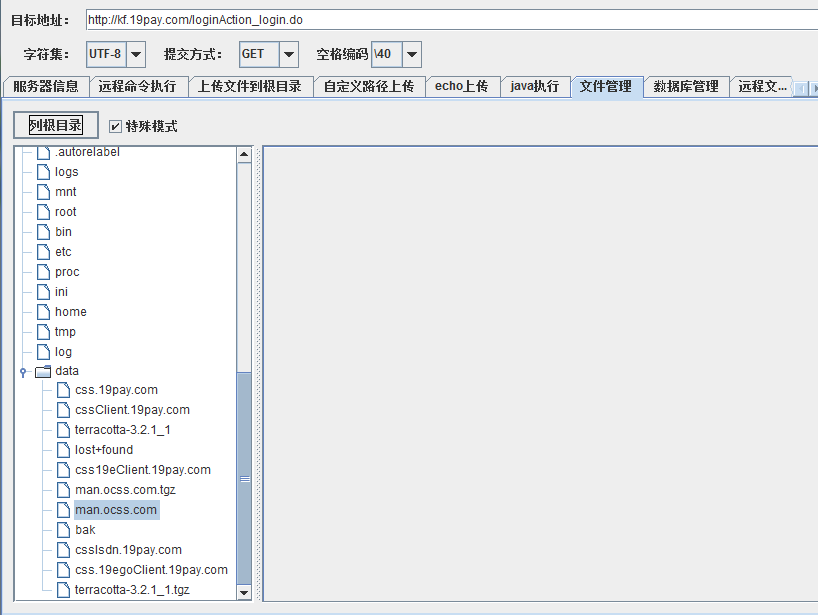 目标地址: http://kf.19pay.com/loginAction_login.do
字符集: UTF-8 提交方式: GET 空格编码 \40
服务器信息 远程命令执行 上传文件到根目录 自定义路径上传 echo上传 java执行 文件管理 数据库管理 远程文...
列根目录 特殊模式
.autorelabel
logs
mnt
root
bin
etc
proc
ini
home
tmp
log
data
css.19pay.com
cssClient.19pay.com
terracotta-3.2.1_1
lost+found
css19eClient.19pay.com
man.ocss.com.tgz
man.ocss.com
bak
csslsdn.19pay.com
css.19egoClient.19pay.com
terracotta-3.2.1_1.tgz